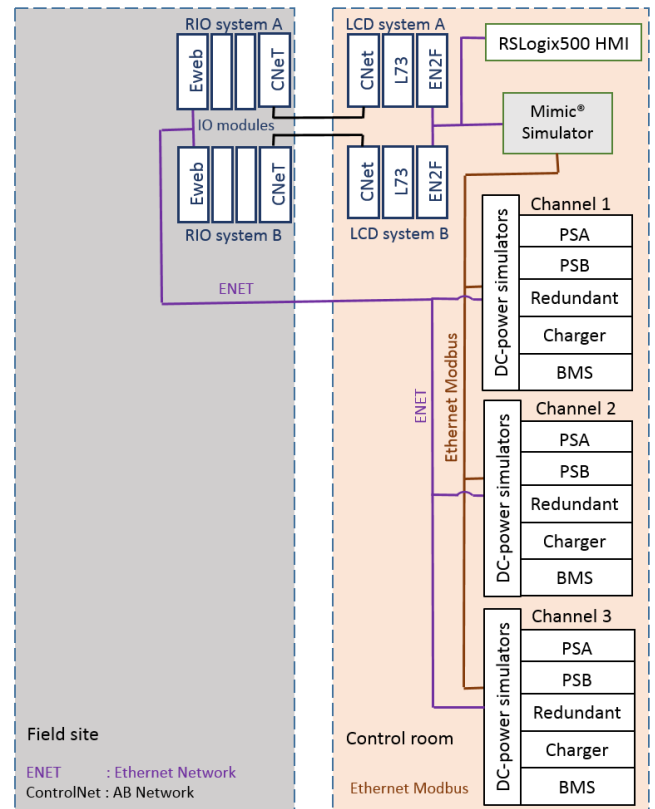 RIO system A
LCD system A
Eweb
CNeT
CNet
L73
EN2F
RSLogix500 HMI
IO modules
Mimic®
Simulator
Eweb
CNeT
CNet
L73
EN2F
RIO system B
LCD system B
Channel 1
DC-power simulators
PSA
PSB
Redundant
Charger
BMS
ENET
ENET
Ethernet Modbus
Channel 2
DC-power simulators
PSA
PSB
Redundant
Charger
BMS
Channel 3
DC-power simulators
PSA
PSB
Redundant
Charger
BMS
Field site
Control room
ENET : Ethernet Network
ControlNet : AB Network
Ethernet Modbus